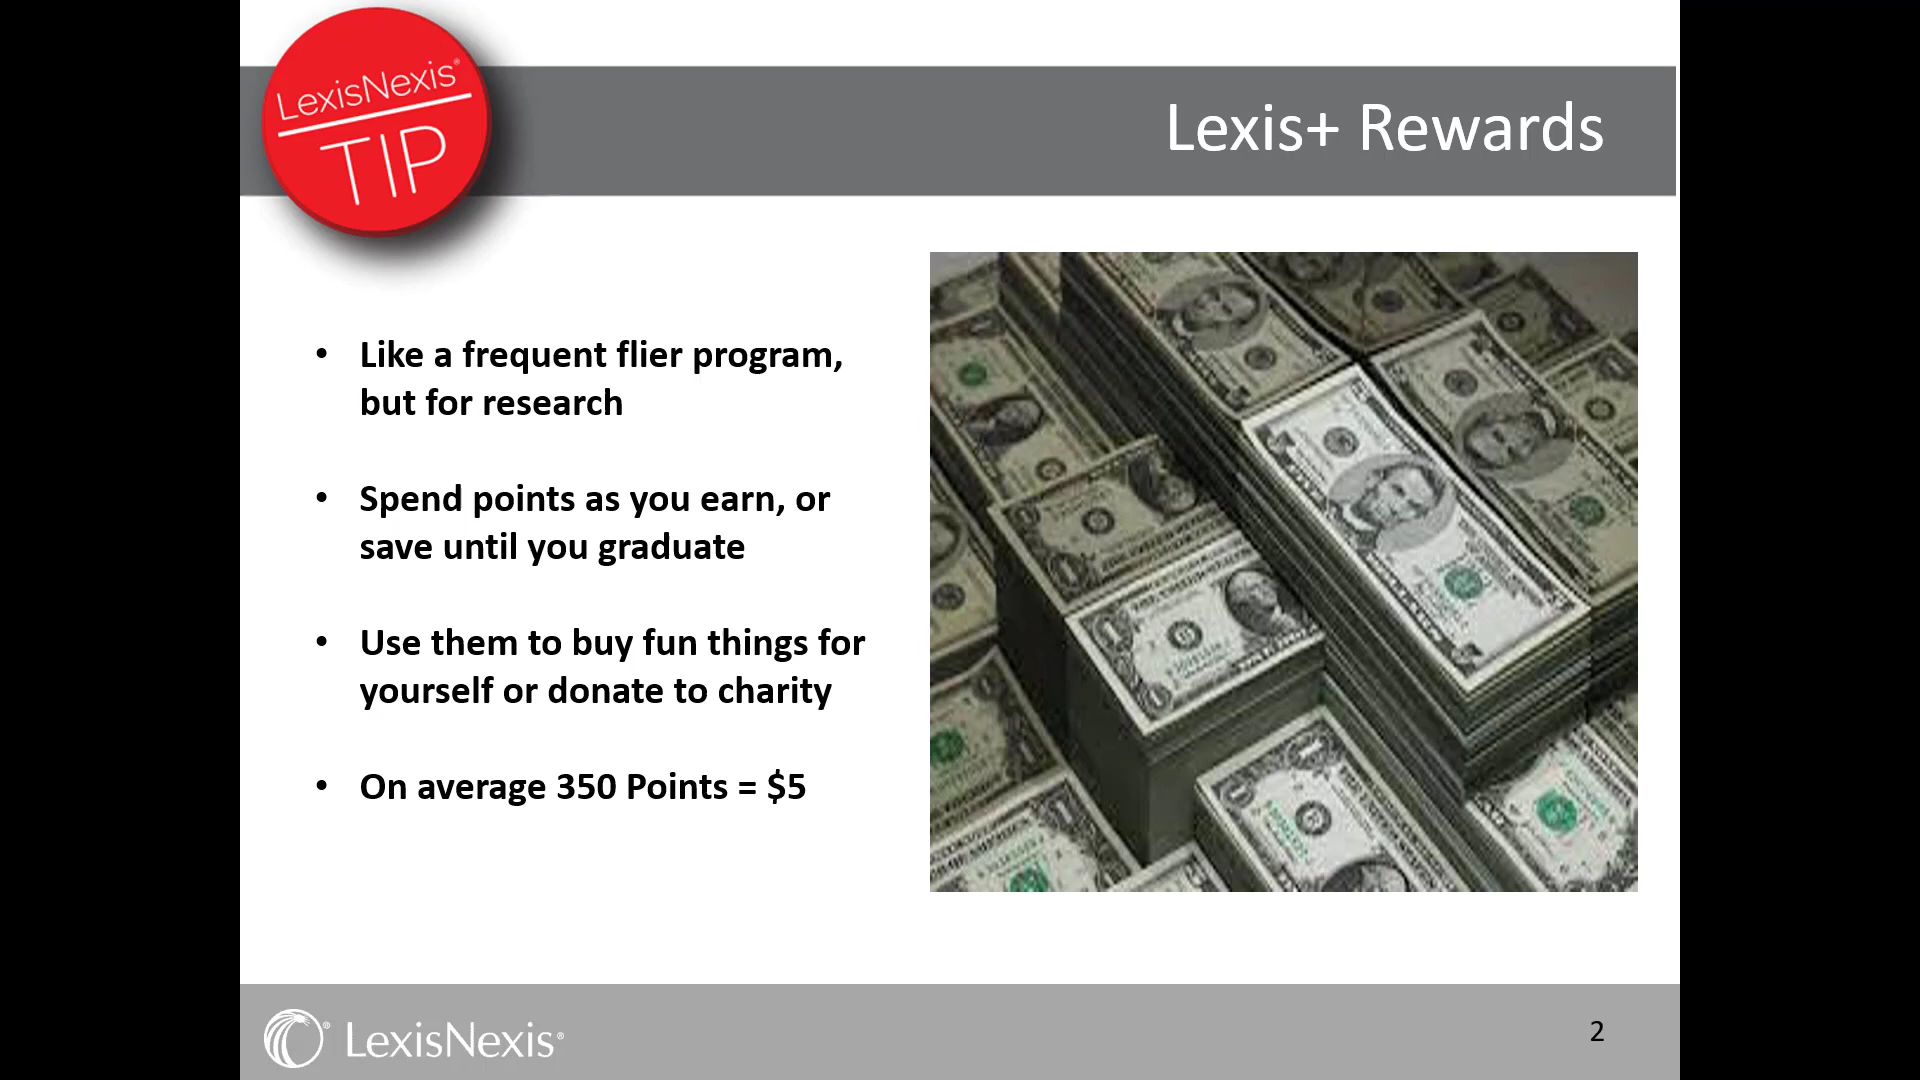 LexisNexis®
TIP
Lexis+ Rewards
• Like a frequent flier program,
but for research
• Spend points as you earn, or
save until you graduate
• Use them to buy fun things for
yourself or donate to charity
• On average 350 Points = $5
LexisNexis®
2